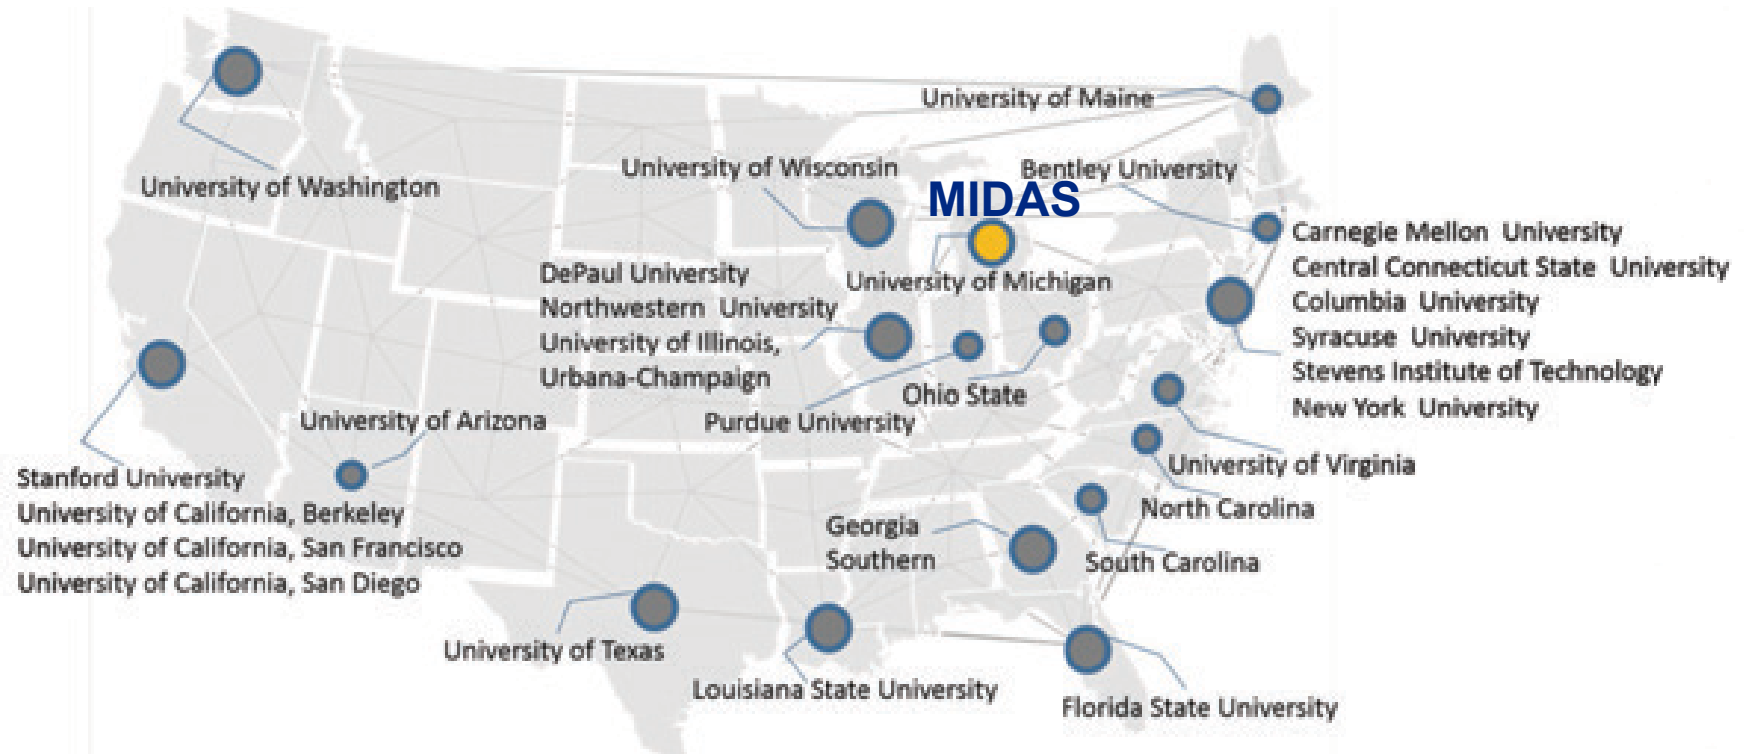 University of Maine
University of Wisconsin
Bentley University
University of Washington
MIDAS
Carnegie Mellon University
Central Connecticut State University
Columbia University
Syracuse University
Stevens Institute of Technology
New York University
DePaul University
Northwestern University
University of Illinois,
Urbana-Champaign
University of Michigan
Ohio State
Purdue University
University of Arizona
Stanford University
University of California, Berkeley
University of California, San Francisco
University of California, San Diego
University of Virginia
North Carolina
Georgia
Southern
South Carolina
University of Texas
Louisiana State University
Florida State University